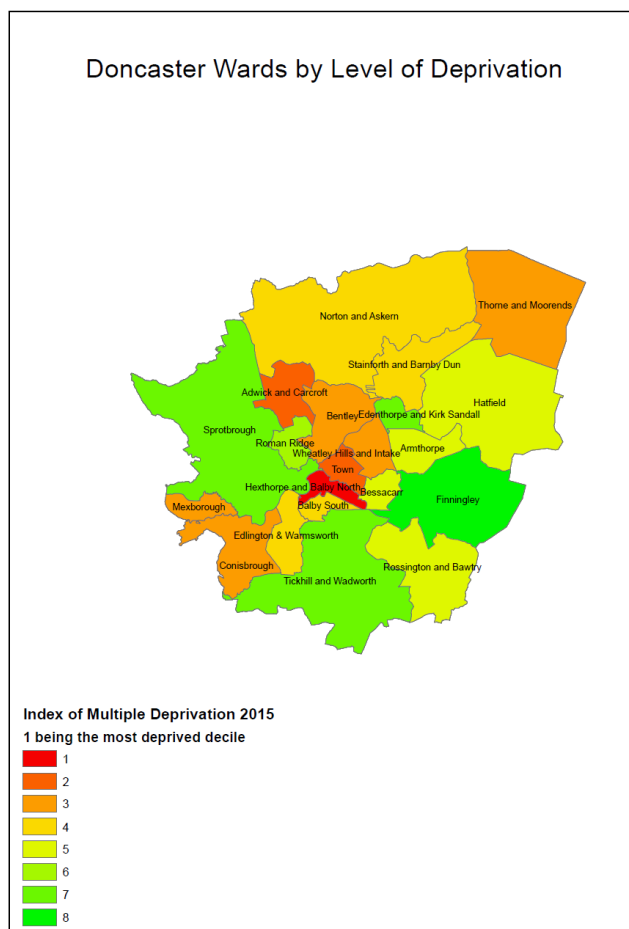 Doncaster Wards by Level of Deprivation
Thorne and Moorends
Norton and Askern
Stainforth and Barnby Dun
Adwick and Carcroft
Hatfield
Bentley
Edenthorpe and Kirk Sandall
Sprotbrough
Roman Ridge
Armthorpe
Wheatley Hills and Intake
Town
Hexthorpe and Balby North
Bessacarr
Finningley
Mexborough
Balby South
Edlington & Warmsworth
Conisbrough
Rossington and Bawtry
Tickhill and Wadworth
Index of Multiple Deprivation 2015
1 being the most deprived decile
1
2
3
4
5
6
7
8